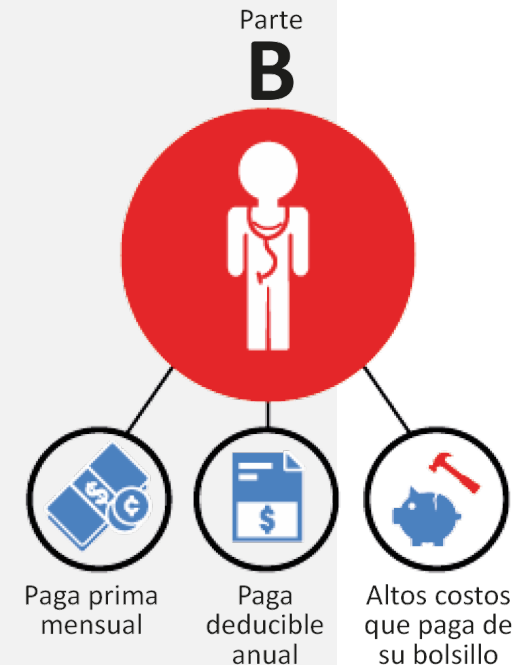 Parte
B
$
¢
$
Paga prima
mensual
Paga
deducible
anual
Altos costos
que paga de
su bolsillo